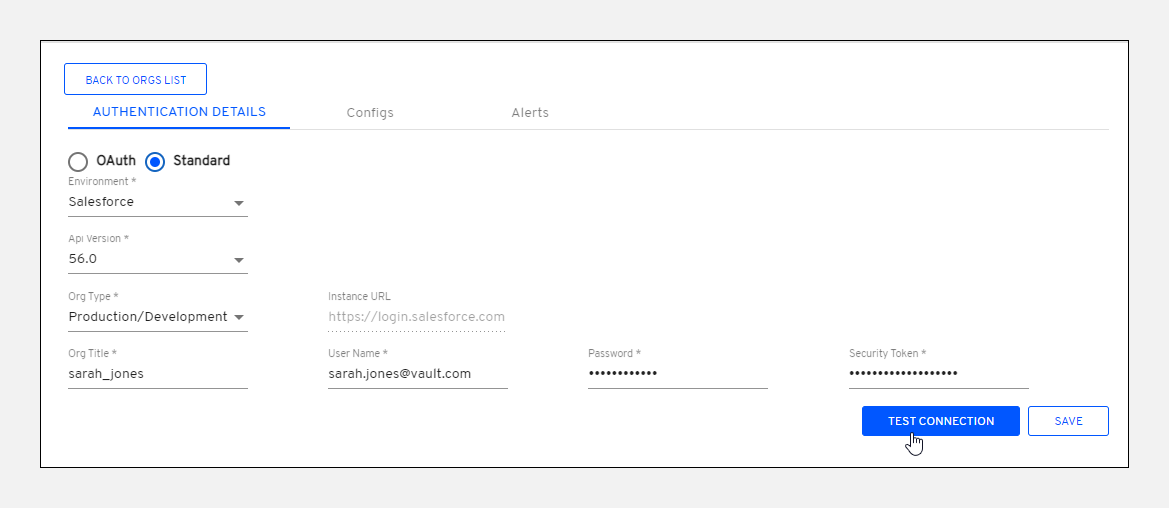 BACK TO ORGS LIST
AUTHENTICATION DETAILS Configs Alerts
OAuth Standard
Environment *
Salesforce
Api Version *
56.0
Org Type * Instance URL
Production/Development https://login.salesforce.com
Org Title * User Name * Password * Security Token *
sarah_jones sarah.jones@vault.com •••••••••••• •••••••••••••••••••
TEST CONNECTION SAVE